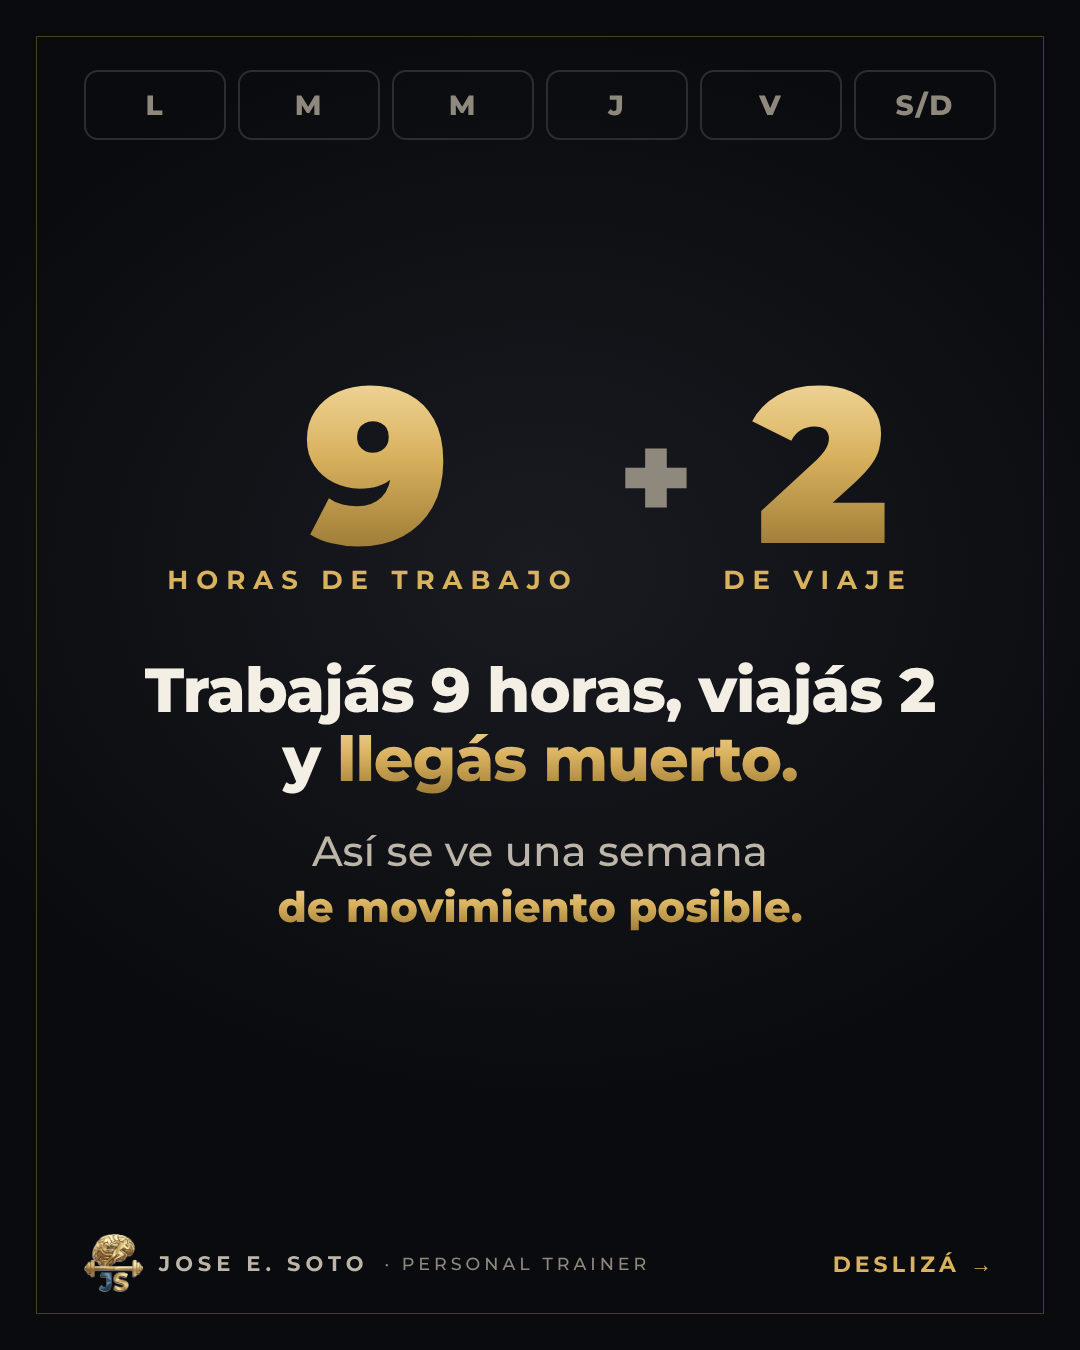 L M M J V S/D
9 + 2
HORAS DE TRABAJO DE VIAJE
Trabajás 9 horas, viajás 2
y llegás muerto.
Así se ve una semana
de movimiento posible.
JS
JOSE E. SOTO · PERSONAL TRAINER
DESLIZÁ →